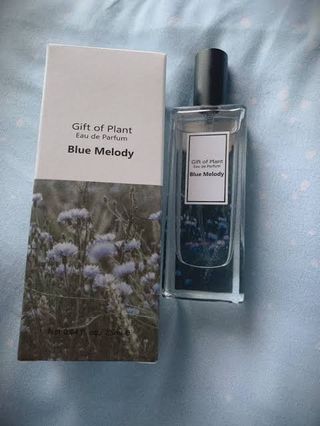 Gift of Plant
Eau de Parfum
Blue Melody
Gift of Plant
Eau de Parfum
Blue Melody